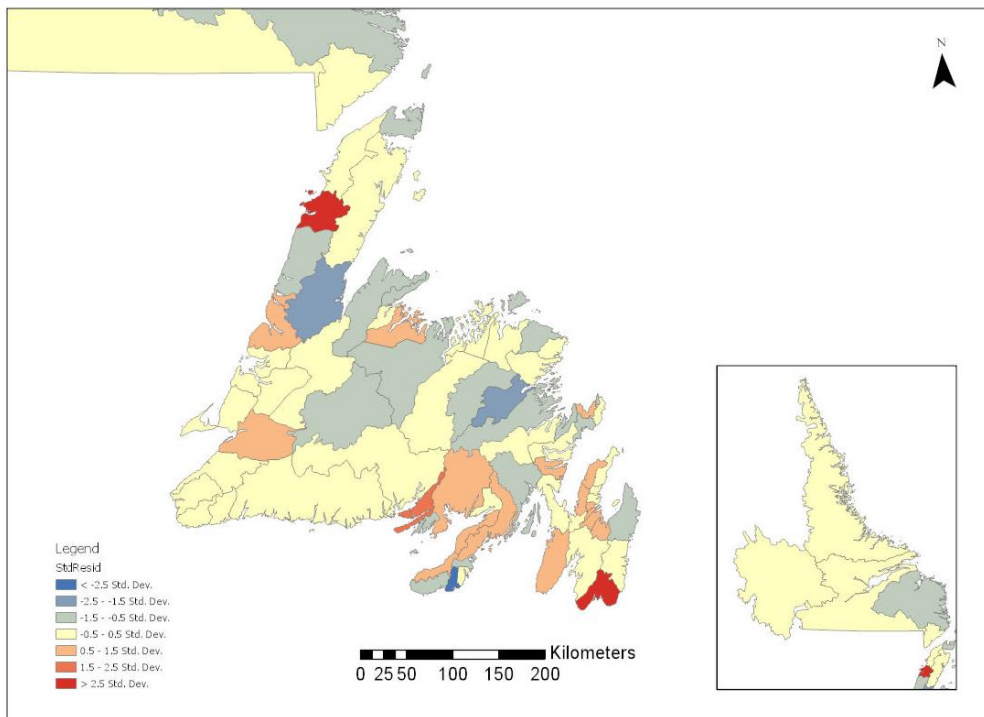 N
Legend
StdResid
< -2.5 Std. Dev.
-2.5 - -1.5 Std. Dev.
-1.5 - -0.5 Std. Dev.
-0.5 - 0.5 Std. Dev.
0.5 - 1.5 Std. Dev.
1.5 - 2.5 Std. Dev.
> 2.5 Std. Dev.
Kilometers
0 25 50 100 150 200